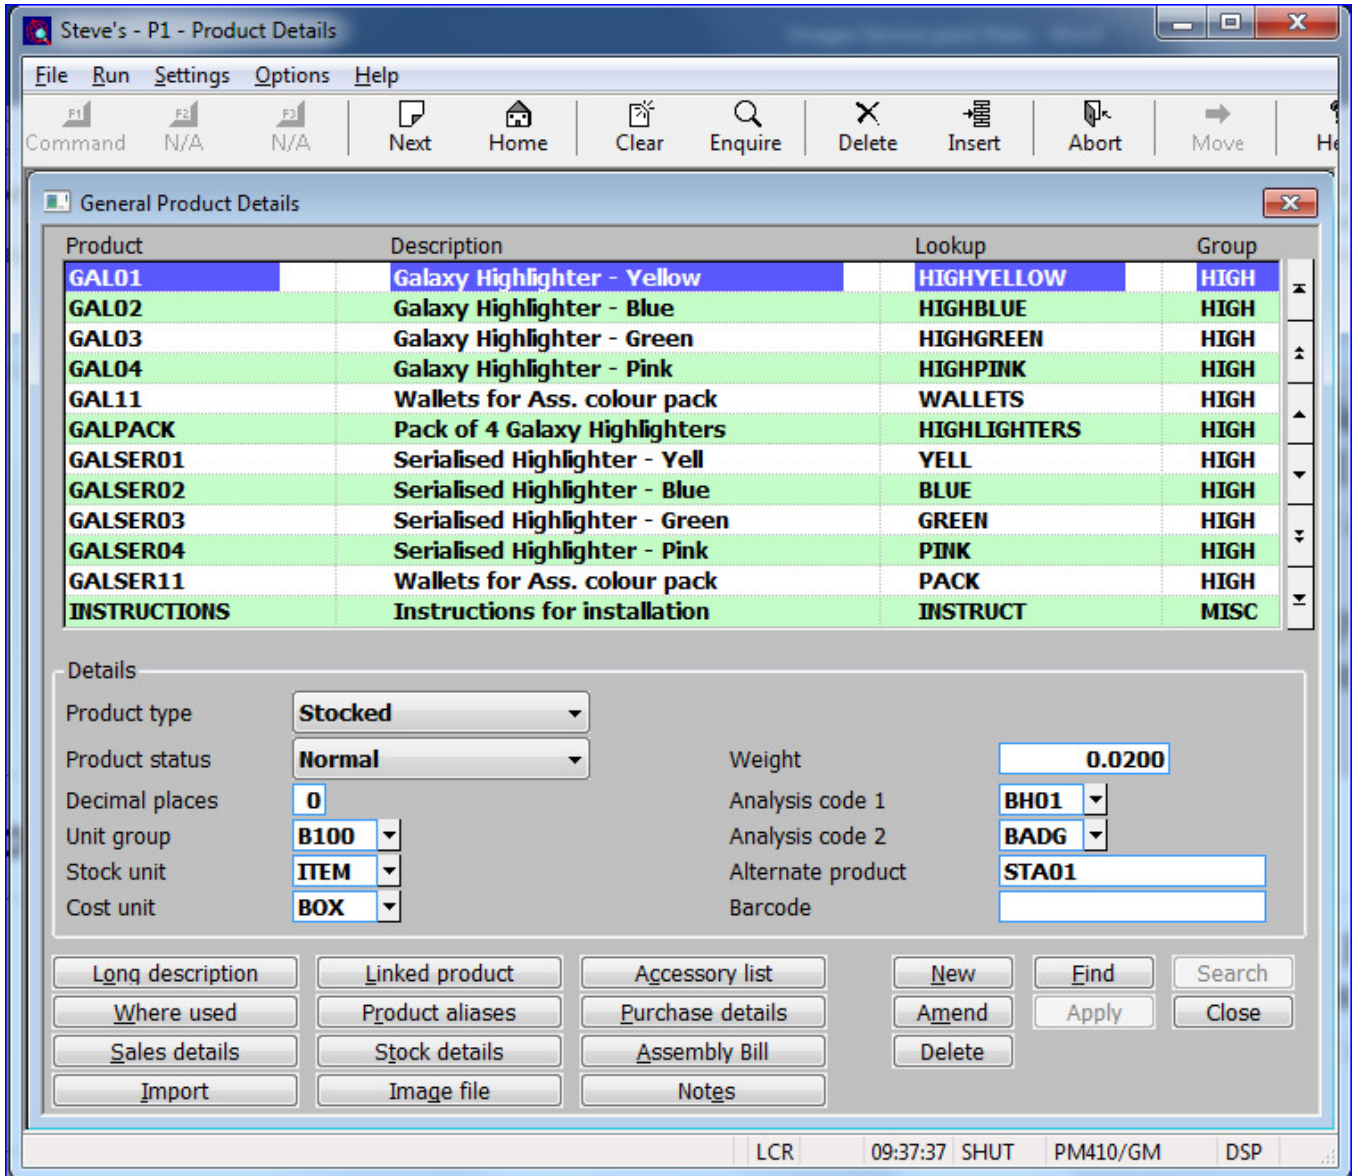 Steve's - P1 - Product Details
File Run Settings Options Help
F1 F2 F3
Command N/A N/A Next Home Clear Enquire Delete Insert Abort Move He
General Product Details
Product Description Lookup Group
GAL01 Galaxy Highlighter - Yellow HIGHYELLOW HIGH
GAL02 Galaxy Highlighter - Blue HIGHBLUE HIGH
GAL03 Galaxy Highlighter - Green HIGHGREEN HIGH
GAL04 Galaxy Highlighter - Pink HIGHPINK HIGH
GAL11 Wallets for Ass. colour pack WALLETS HIGH
GALPACK Pack of 4 Galaxy Highlighters HIGHLIGHTERS HIGH
GALSER01 Serialised Highlighter - Yell YELL HIGH
GALSER02 Serialised Highlighter - Blue BLUE HIGH
GALSER03 Serialised Highlighter - Green GREEN HIGH
GALSER04 Serialised Highlighter - Pink PINK HIGH
GALSER11 Wallets for Ass. colour pack PACK HIGH
INSTRUCTIONS Instructions for installation INSTRUCT MISC
Details
Product type Stocked
Product status Normal Weight 0.0200
Decimal places 0 Analysis code 1 BH01
Unit group B100 Analysis code 2 BADG
Stock unit ITEM Alternate product STA01
Cost unit BOX Barcode
Long description Linked product Accessory list New Find Search
Where used Product aliases Purchase details Amend Apply Close
Sales details Stock details Assembly Bill Delete
Import Image file Notes
LCR 09:37:37 SHUT PM410/GM DSP